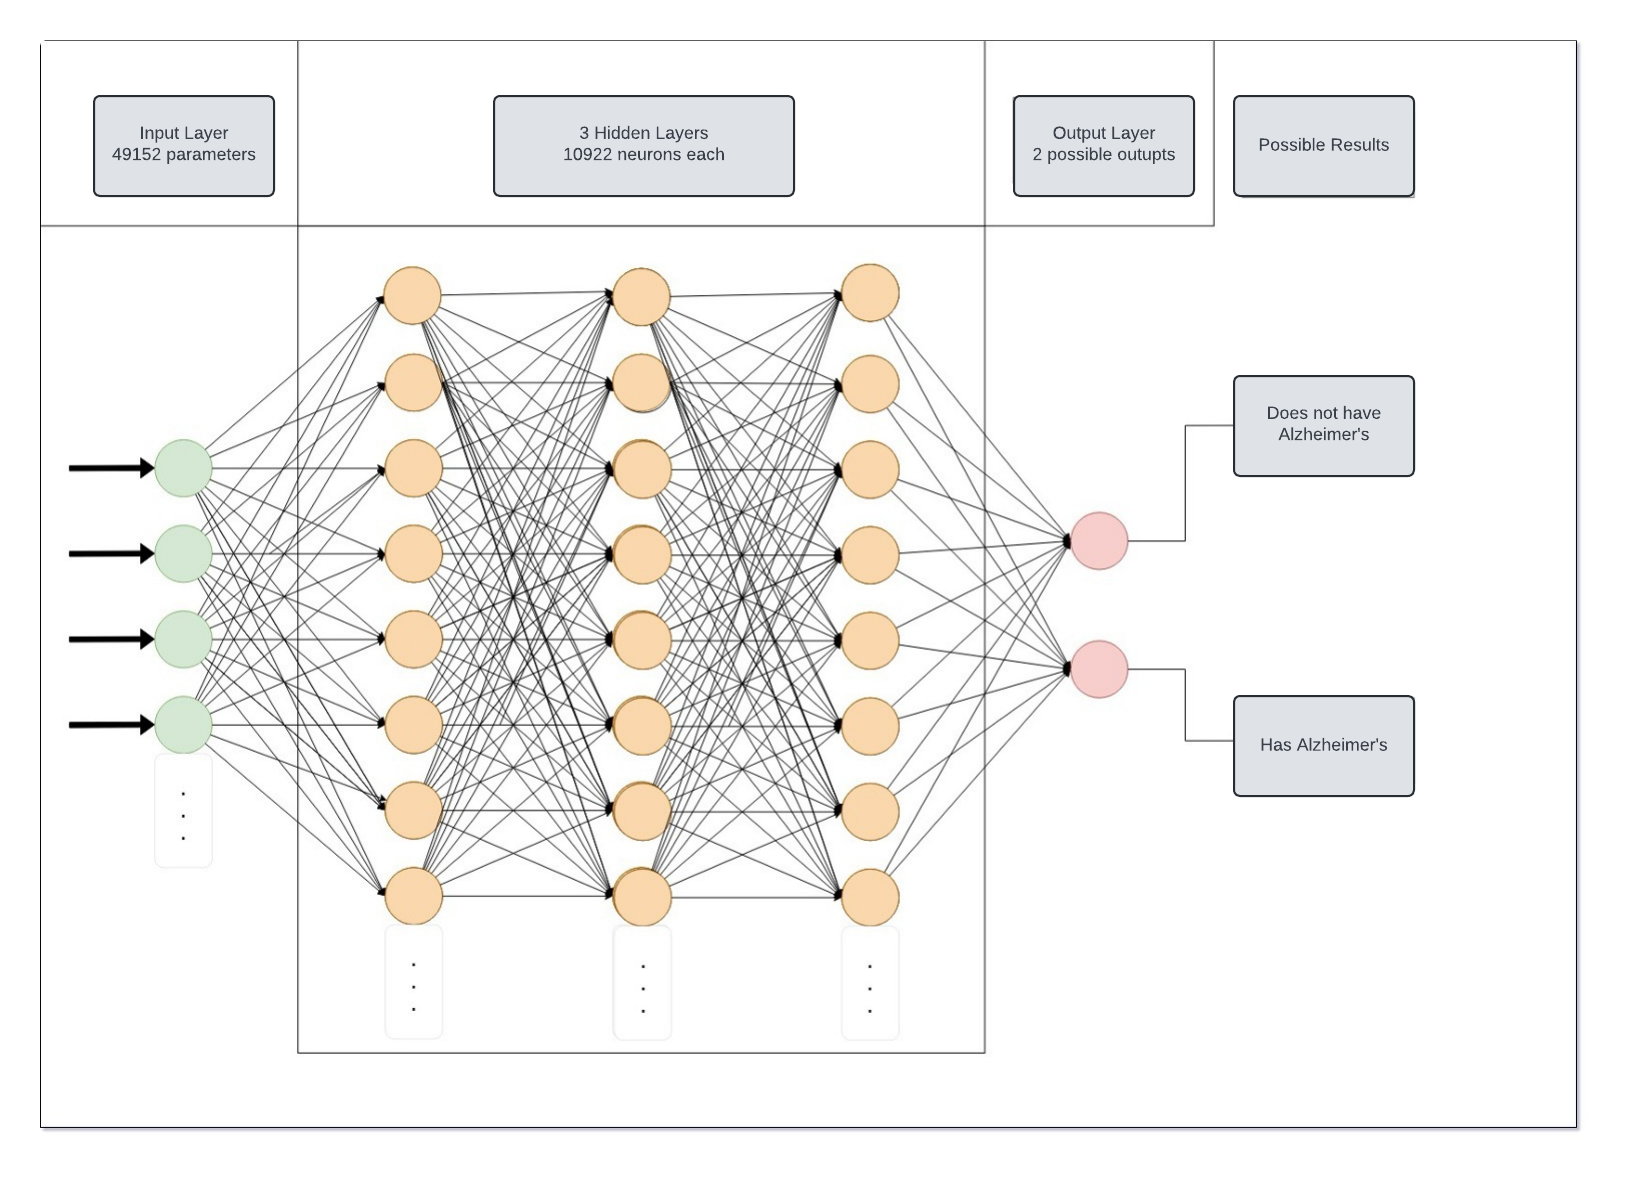 Input Layer
49152 parameters
3 Hidden Layers
10922 neurons each
Output Layer
2 possible outupts
Possible Results
Does not have
Alzheimer's
Has Alzheimer's